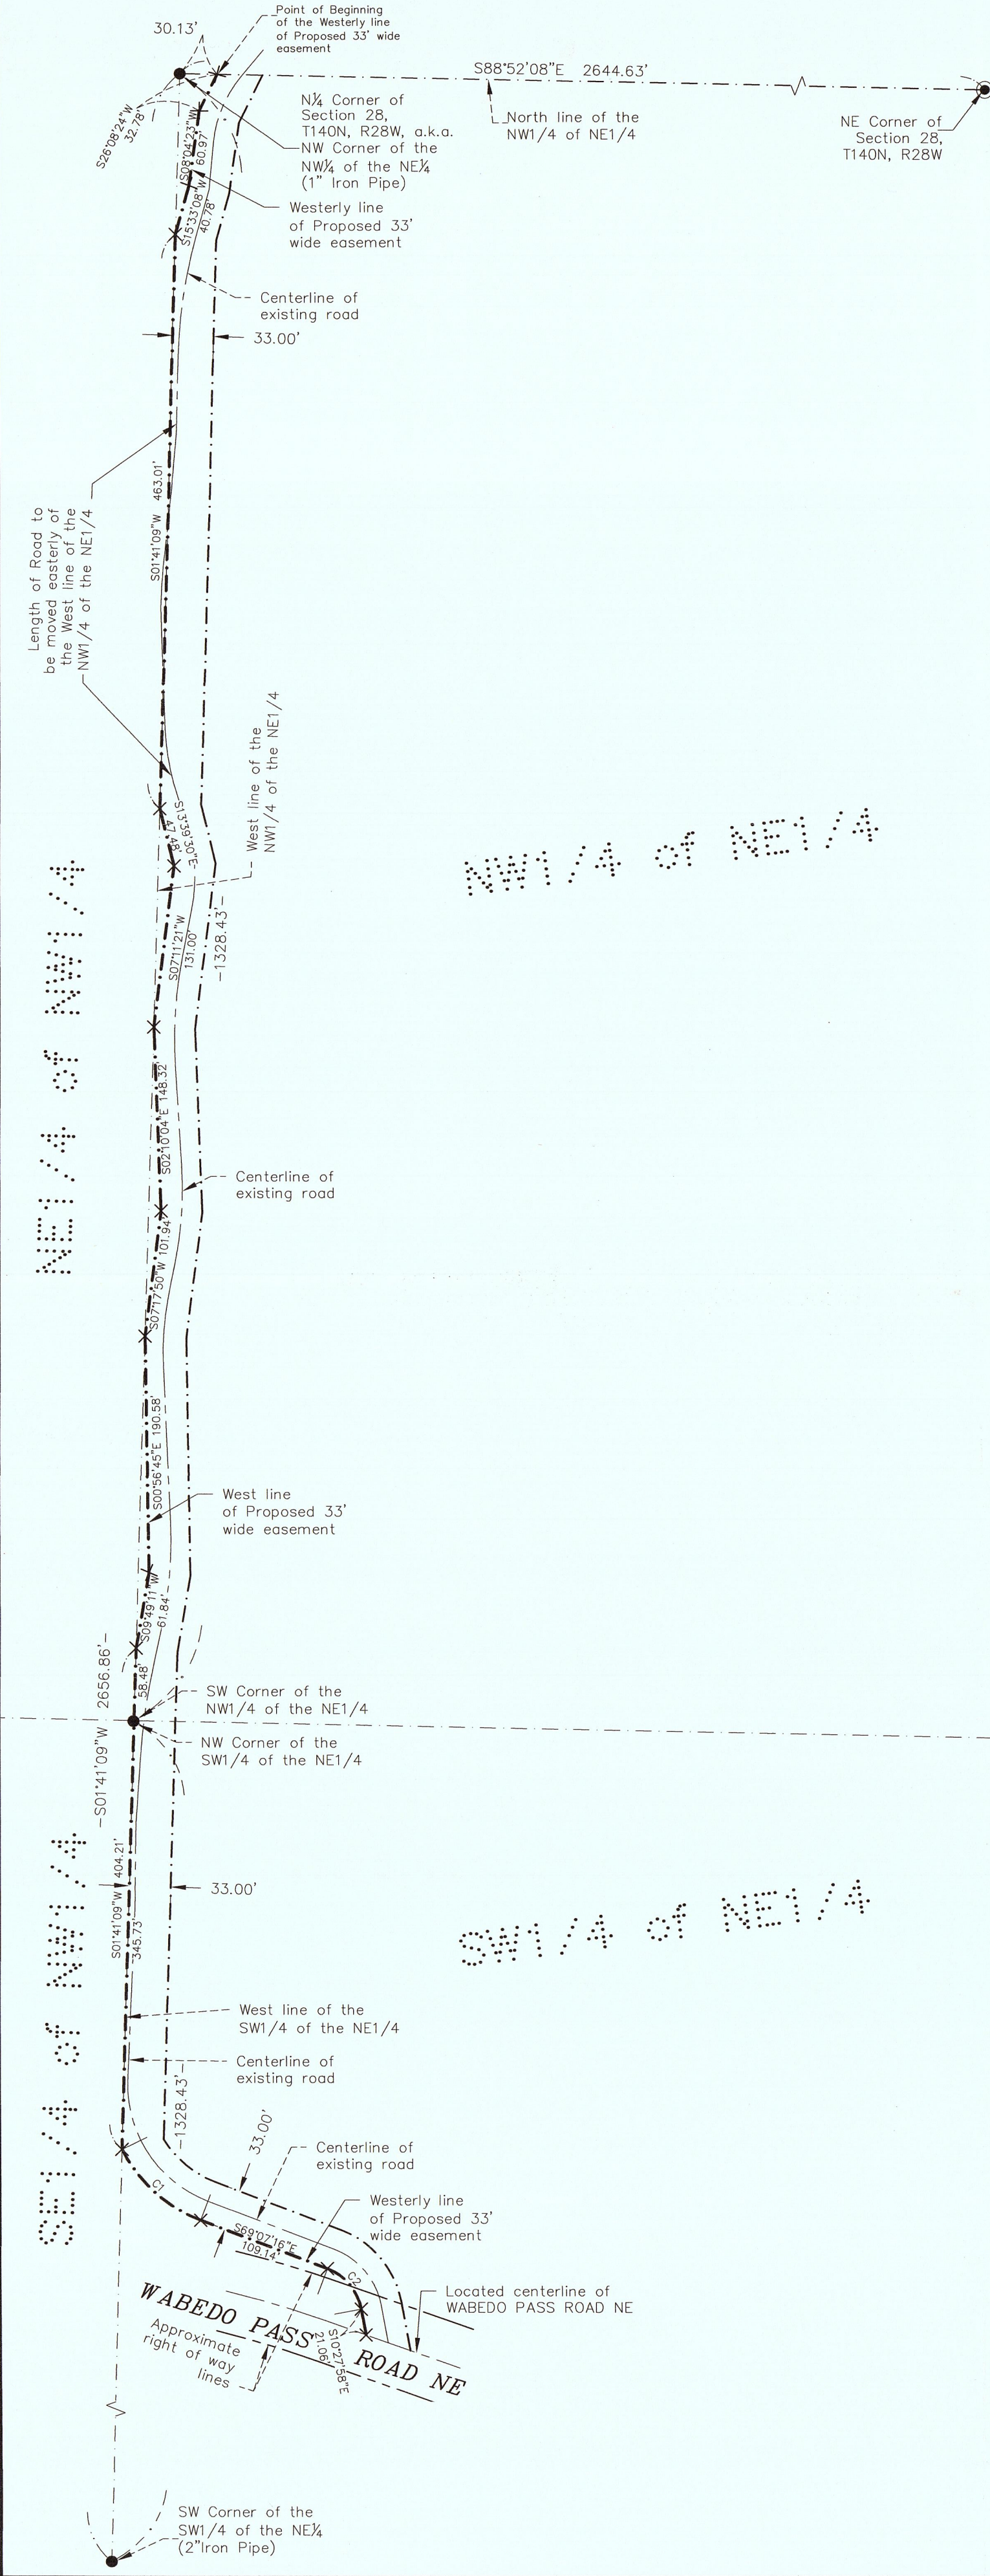 30.13'
Point of Beginning
of the Westerly line
of Proposed 33' wide
easement
S88°52'08"E 2644.63'
N¼ Corner of
Section 28,
T140N, R28W, a.k.a.
NW Corner of the
NW¼ of the NE¼
(1" Iron Pipe)
North line of the
NW1/4 of NE1/4
NE Corner of
Section 28,
T140N, R28W
S26°08'24"W
32.78'
(S08°04'23"W)
60.97'
S15°33'08"W
40.78'
Westerly line
of Proposed 33'
wide easement
Centerline of
existing road
33.00'
S01°41'09"W 463.01'
Length of Road to
be moved easterly of
the West line of the
NW1/4 of the NE1/4
West line of the
NW1/4 of the NE1/4
S13°39'30"E
47.48'
NW1/4 of NE1/4
NE1/4 of NW1/4
S07°11'21"W
131.00'
1328.43'
S02°10'04"E 148.32'
Centerline of
existing road
S07°17'50"W 101.94'
S00°56'45"E 190.58'
West line
of Proposed 33'
wide easement
S09°49'11"W
61.84'
58.48'
S01°41'09"W 2656.86'
SW Corner of the
NW1/4 of the NE1/4
NW Corner of the
SW1/4 of the NE1/4
S01°41'09"W 404.21'
345.73'
33.00'
SE1/4 of NW1/4
SW1/4 of NE1/4
West line of the
SW1/4 of the NE1/4
Centerline of
existing road
1328.43'
33.00'
Centerline of
existing road
C1
Westerly line
of Proposed 33'
wide easement
S69°07'16"E
109.14'
C2
Located centerline of
WABEDO PASS ROAD NE
WABEDO PASS ROAD NE
Approximate
right of way
lines
S10°27'58"E
21.06'
SW Corner of the
SW1/4 of the NE¼
(2"Iron Pipe)